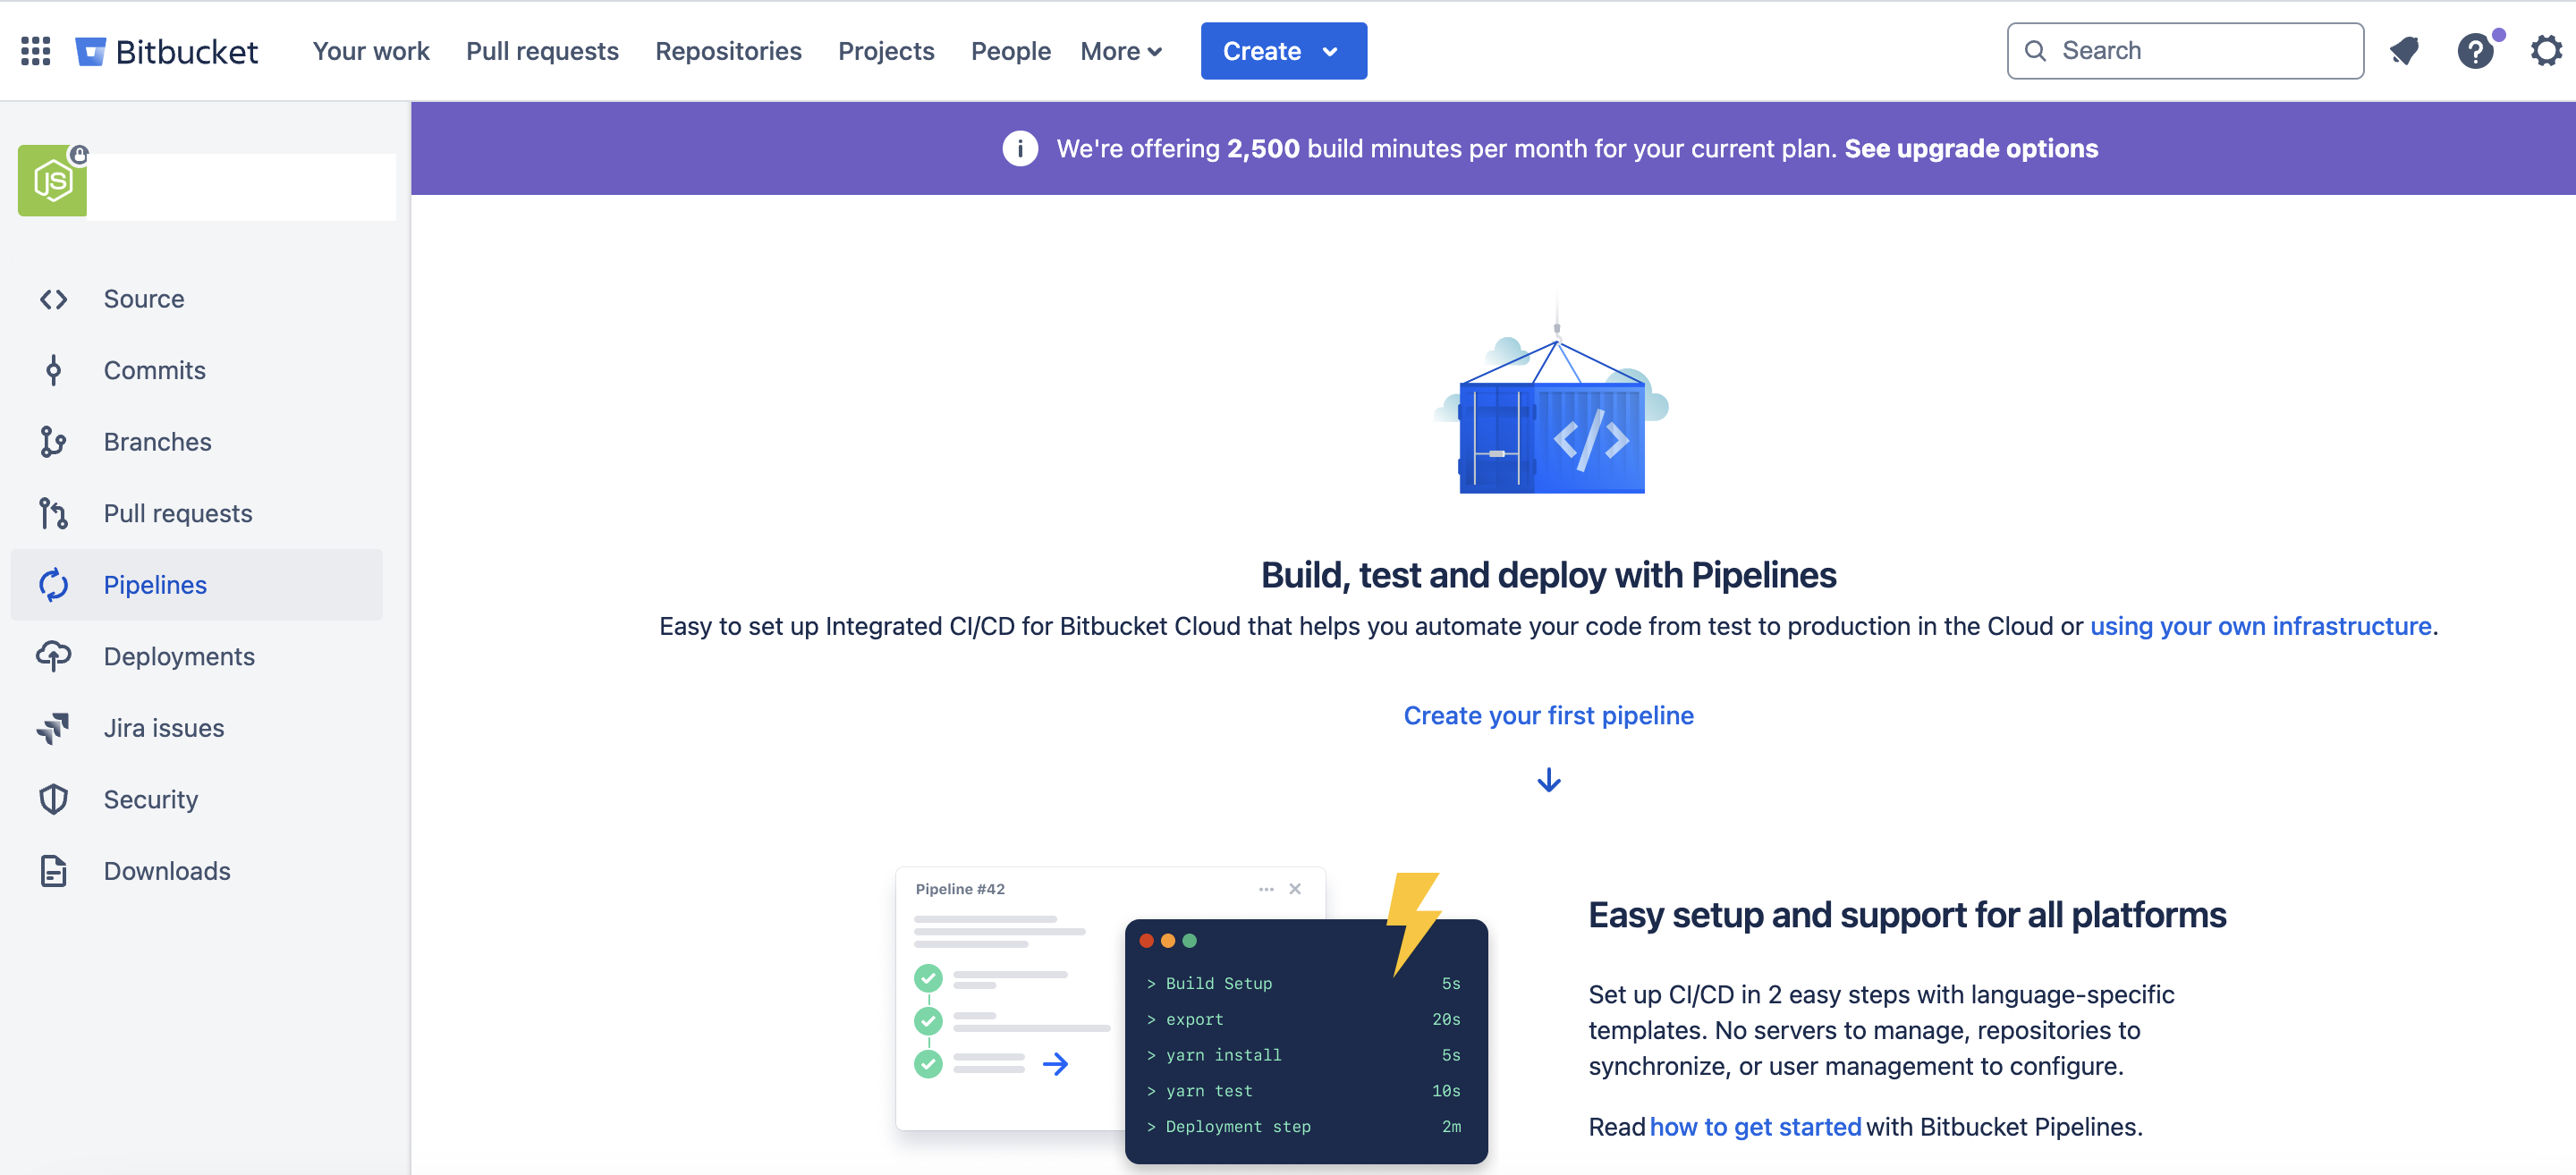 Bitbucket
Your work
Pull requests
Repositories
Projects
People
More
Create
Search
We're offering 2,500 build minutes per month for your current plan. See upgrade options
JS
Source
Commits
Branches
Pull requests
Pipelines
Deployments
Jira issues
Security
Downloads
</>
Build, test and deploy with Pipelines
Easy to set up Integrated CI/CD for Bitbucket Cloud that helps you automate your code from test to production in the Cloud or using your own infrastructure.
Create your first pipeline
Pipeline #42
> Build Setup 5s
> export 20s
> yarn install 5s
> yarn test 10s
> Deployment step 2m
Easy setup and support for all platforms
Set up CI/CD in 2 easy steps with language-specific
templates. No servers to manage, repositories to
synchronize, or user management to configure.
Read how to get started with Bitbucket Pipelines.